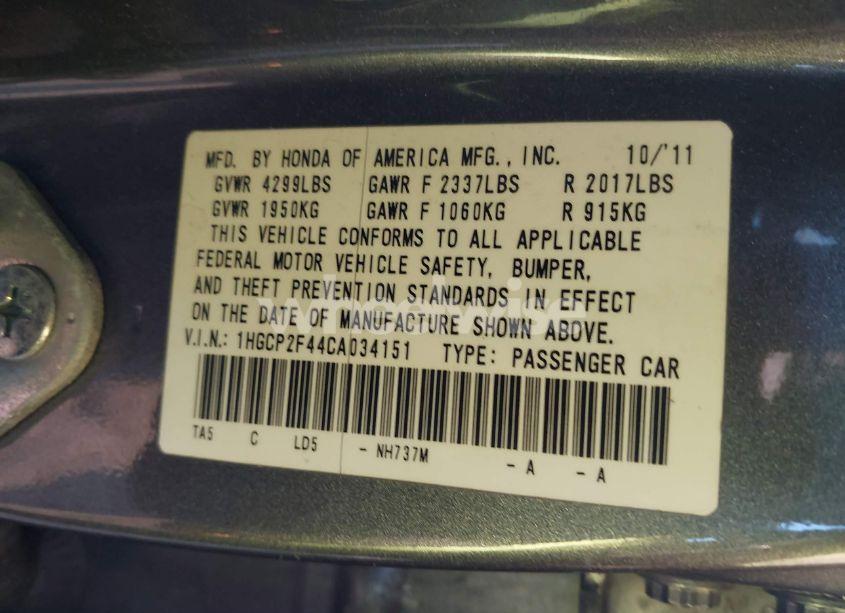 MFD. BY HONDA OF AMERICA MFG., INC. 10/'11
GVWR 4299LBS GAWR F 2337LBS R 2017LBS
GVWR 1950KG GAWR F 1060KG R 915KG
THIS VEHICLE CONFORMS TO ALL APPLICABLE
FEDERAL MOTOR VEHICLE SAFETY, BUMPER,
AND THEFT PREVENTION STANDARDS IN EFFECT
ON THE DATE OF MANUFACTURE SHOWN ABOVE.
V.I.N.: 1HGCP2F44CA034151 TYPE: PASSENGER CAR
TA5 C LD5 - NH737M - A - A